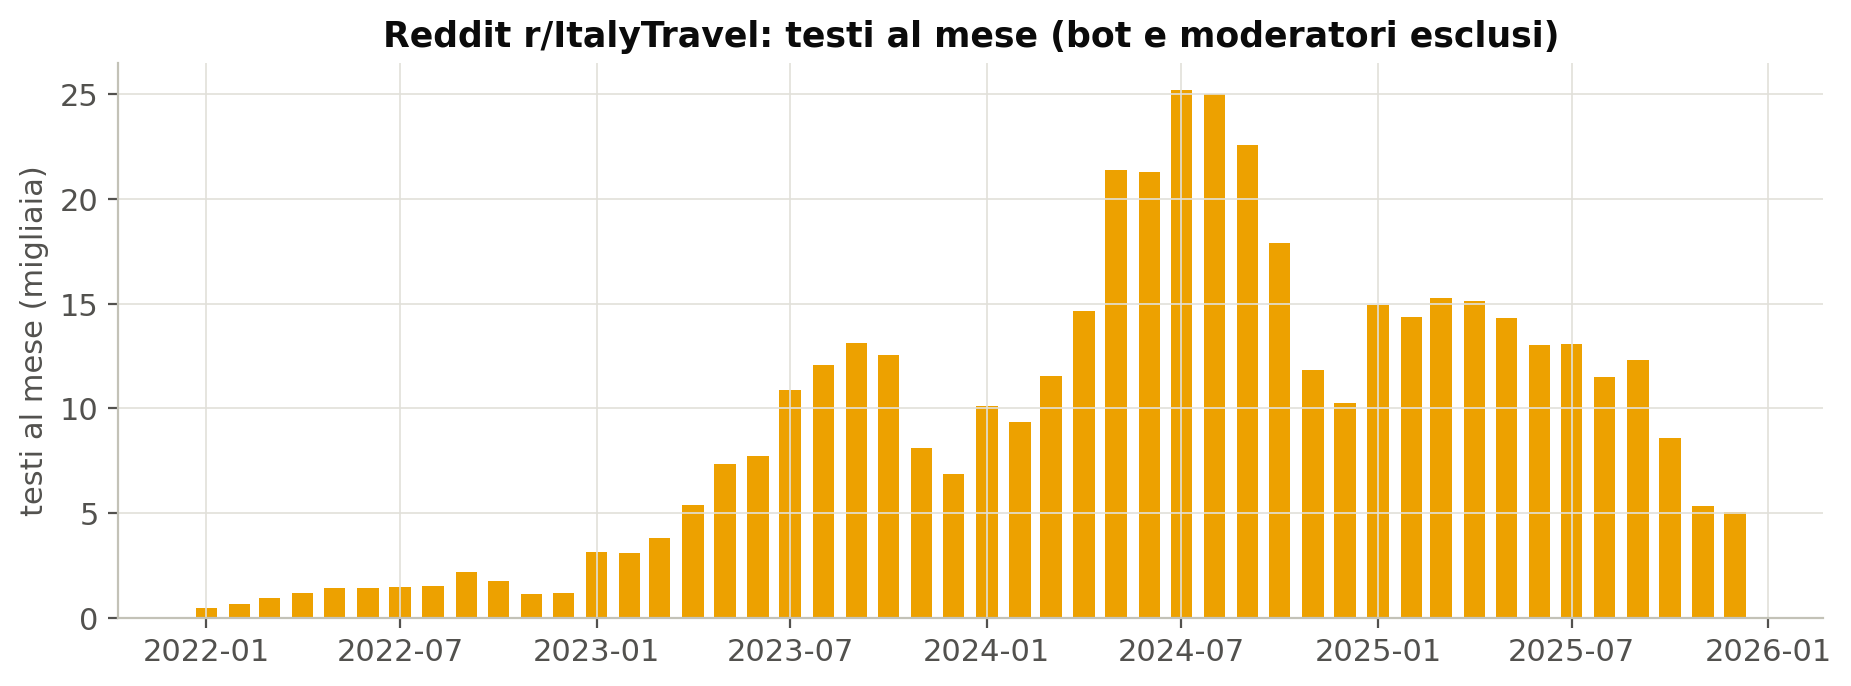 Reddit r/ItalyTravel: testi al mese (bot e moderatori esclusi)
testi al mese (migliaia)
25
20
15
10
5
0
2022-01 2022-07 2023-01 2023-07 2024-01 2024-07 2025-01 2025-07 2026-01